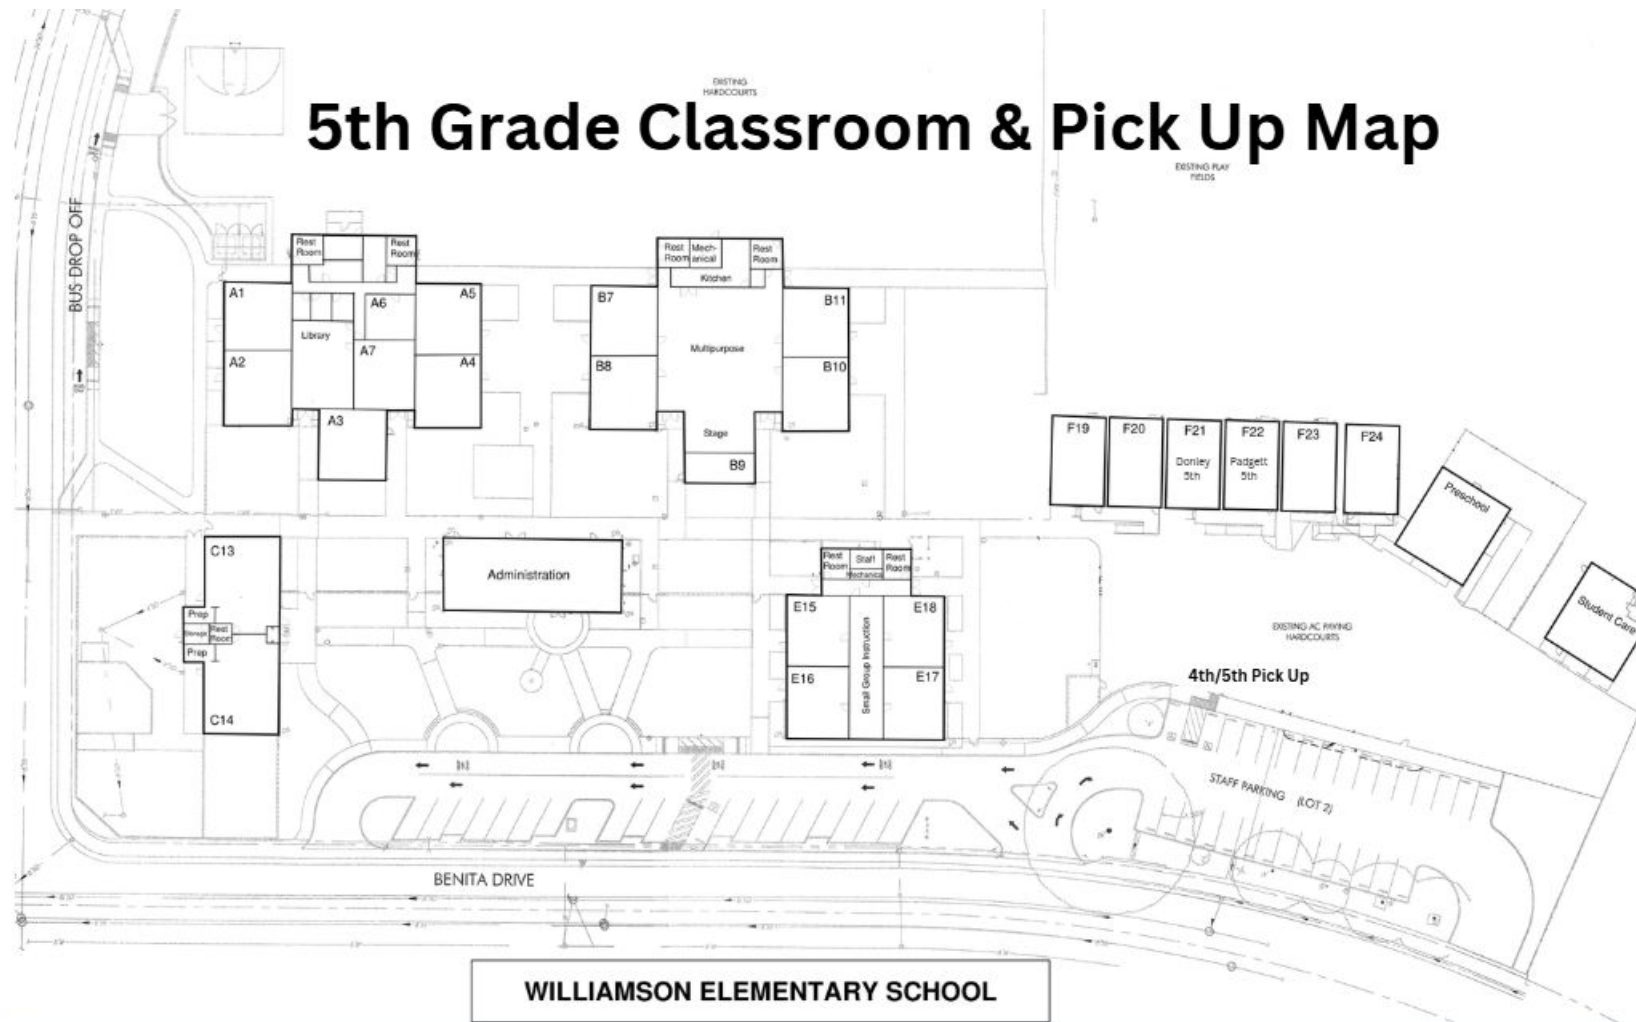 EXISTING
HARDCOURTS
5th Grade Classroom & Pick Up Map
EXISTING PLAY
FIELDS
BUS DROP OFF
Rest
Room
Rest
Room
A1
A2
Library
A6
A7
A5
A4
A3
Rest
Room
Mech-
anical
Rest
Room
Kitchen
B7
B8
Multipurpose
B11
B10
Stage
B9
F19
F20
F21
Donley
5th
F22
Padgett
5th
F23
F24
Preschool
Student Care
C13
Prep
Storage
Rest
Room
Prep
C14
Administration
Rest
Room
Staff
Mechanical
Rest
Room
E15
E18
Small Group Instruction
E16
E17
EXISTING AC PAVING
HARDCOURTS
4th/5th Pick Up
STAFF PARKING (LOT 2)
BENITA DRIVE
WILLIAMSON ELEMENTARY SCHOOL